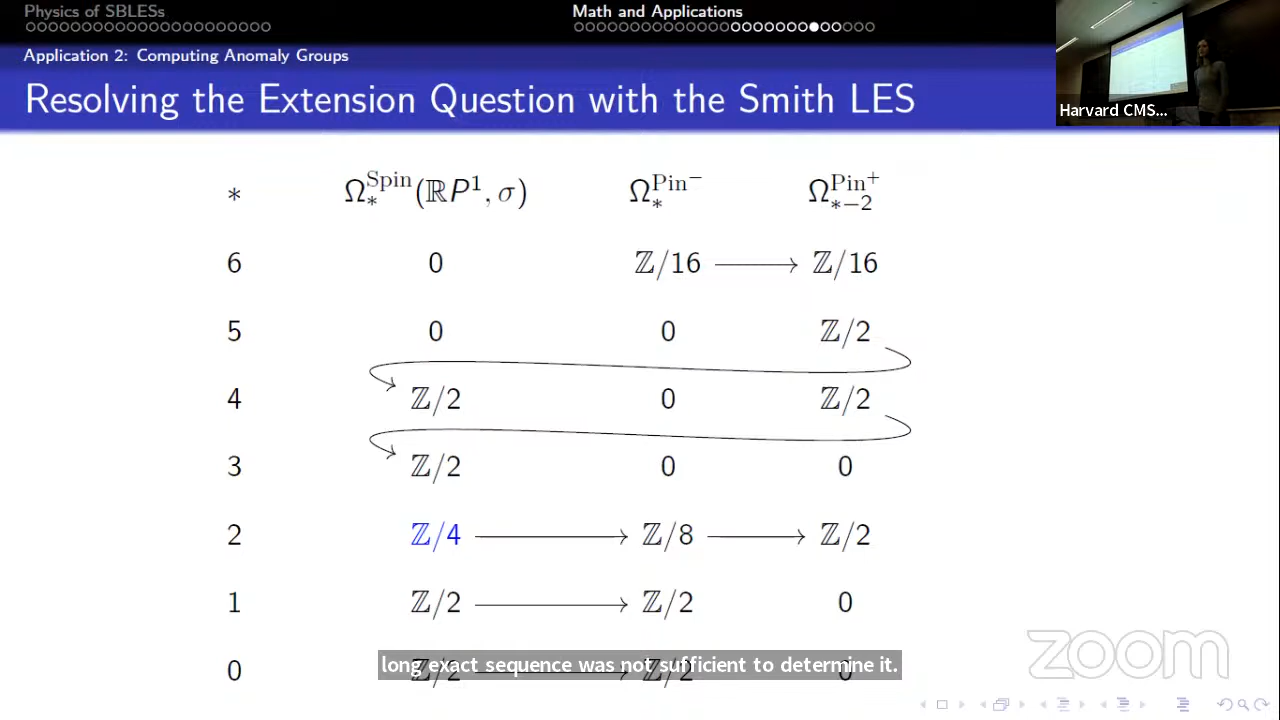 Physics of SBLESs
Math and Applications
Application 2: Computing Anomaly Groups
Resolving the Extension Question with the Smith LES
Harvard CMS...
* Ω^Spin_*(ℝP¹, σ) Ω^Pin⁻_* Ω^Pin⁺_{*−2}
6 0 ℤ/16 ℤ/16
5 0 0 ℤ/2
4 ℤ/2 0 ℤ/2
3 ℤ/2 0 0
2 ℤ/4 ℤ/8 ℤ/2
1 ℤ/2 ℤ/2 0
0 ℤ/2 ℤ/2 0
long exact sequence was not sufficient to determine it.
zoom